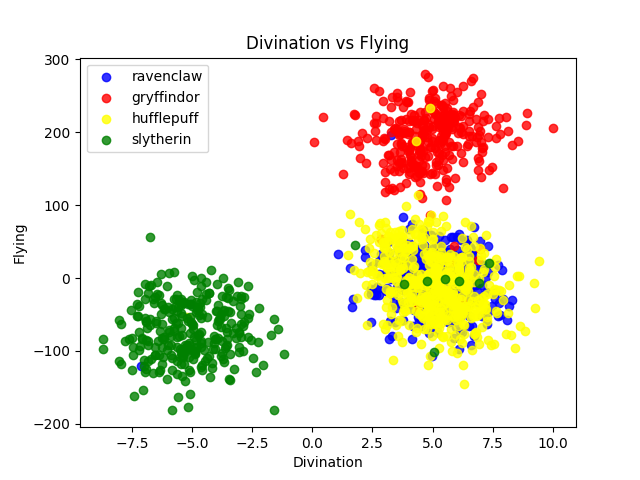 Divination vs Flying
ravenclaw
gryffindor
hufflepuff
slytherin
300
200
100
0
−100
−200
Flying
−7.5
−5.0
−2.5
0.0
2.5
5.0
7.5
10.0
Divination